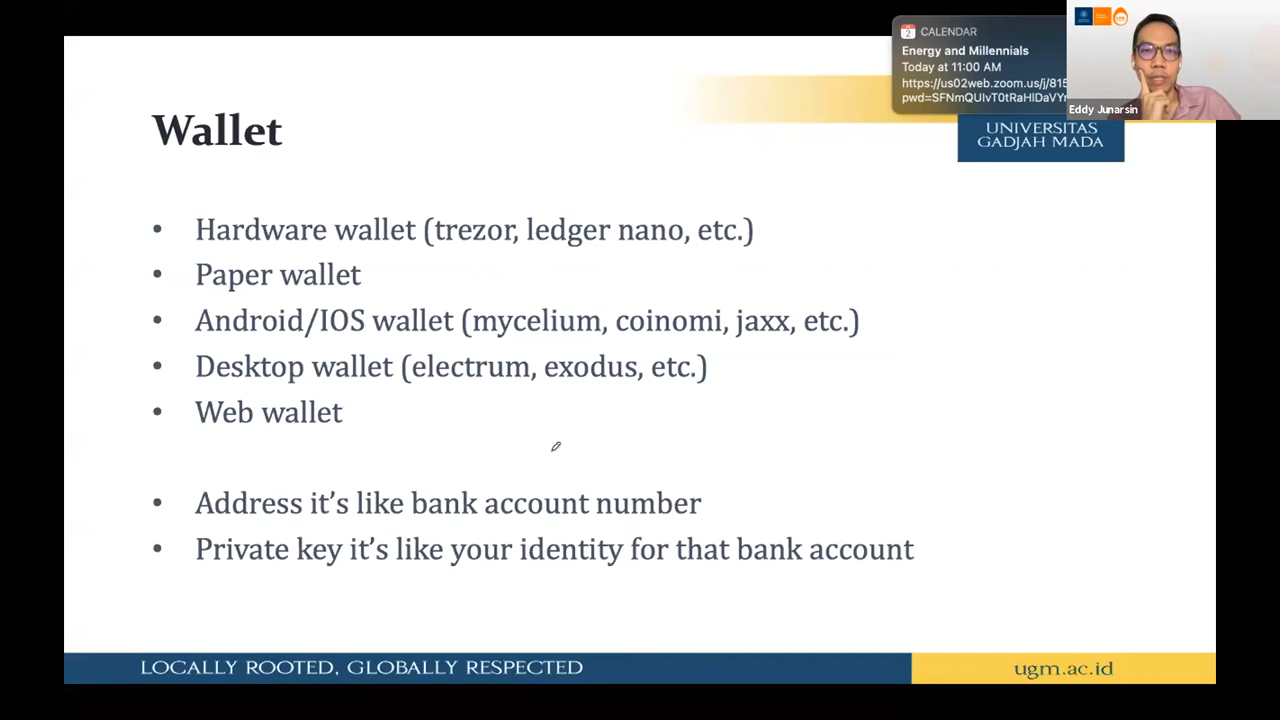 CALENDAR
Energy and Millennials
Today at 11:00 AM
https://us02web.zoom.us/j/815
Eddy Junarsin
Wallet
UNIVERSITAS
GADJAH MADA
• Hardware wallet (trezor, ledger nano, etc.)
• Paper wallet
• Android/IOS wallet (mycelium, coinomi, jaxx, etc.)
• Desktop wallet (electrum, exodus, etc.)
• Web wallet
• Address it’s like bank account number
• Private key it’s like your identity for that bank account
LOCALLY ROOTED, GLOBALLY RESPECTED
ugm.ac.id